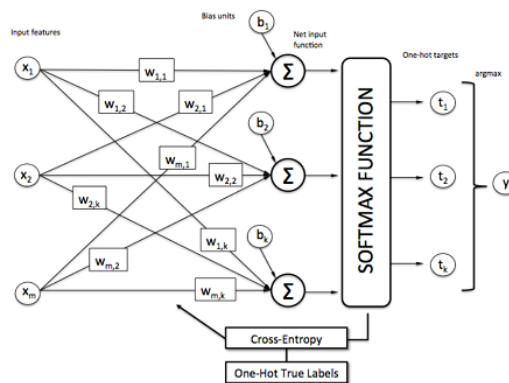 Bias units
b1
Input features
Net input
function
One-hot targets
argmax
x1
w1,1
Σ
w1,2
w2,1
t1
b2
wm,1
x2
w2,2
Σ
SOFTMAX FUNCTION
t2
y
w2,k
bk
w1,k
wm,2
xm
wm,k
Σ
tk
Cross-Entropy
One-Hot True Labels